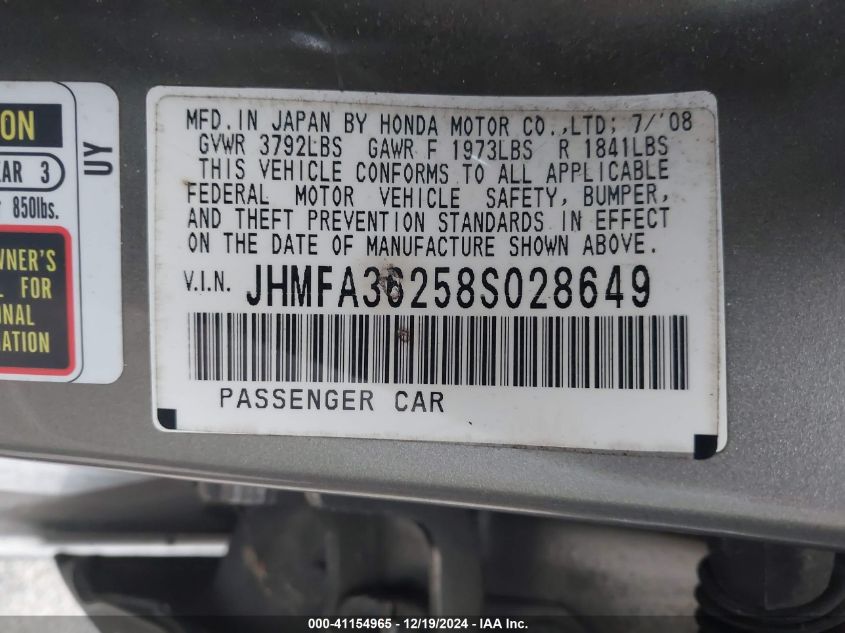 ON
EAR 3
850lbs.
WNER'S
FOR
ATION
UY
MFD. IN JAPAN BY HONDA MOTOR CO.,LTD; 7/'08
GVWR 3792LBS GAWR F 1973LBS R 1841LBS
THIS VEHICLE CONFORMS TO ALL APPLICABLE
FEDERAL MOTOR VEHICLE SAFETY, BUMPER,
AND THEFT PREVENTION STANDARDS IN EFFECT
ON THE DATE OF MANUFACTURE SHOWN ABOVE.
V.I.N. JHMFA36258S028649
PASSENGER CAR
000-41154965 - 12/19/2024 - IAA Inc.